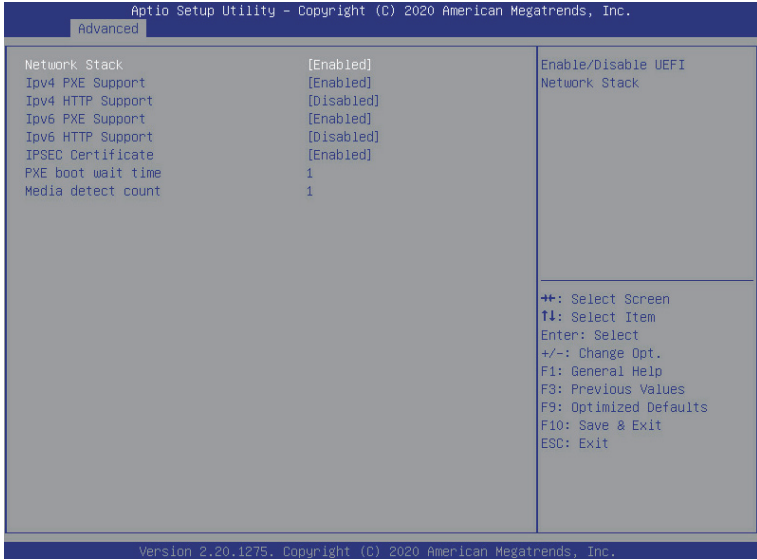 Aptio Setup Utility – Copyright (C) 2020 American Megatrends, Inc.
Advanced
Network Stack [Enabled]
Ipv4 PXE Support [Enabled]
Ipv4 HTTP Support [Disabled]
Ipv6 PXE Support [Enabled]
Ipv6 HTTP Support [Disabled]
IPSEC Certificate [Enabled]
PXE boot wait time 1
Media detect count 1
Enable/Disable UEFI
Network Stack
→←: Select Screen
↑↓: Select Item
Enter: Select
+/-: Change Opt.
F1: General Help
F3: Previous Values
F9: Optimized Defaults
F10: Save & Exit
ESC: Exit
Version 2.20.1275. Copyright (C) 2020 American Megatrends, Inc.